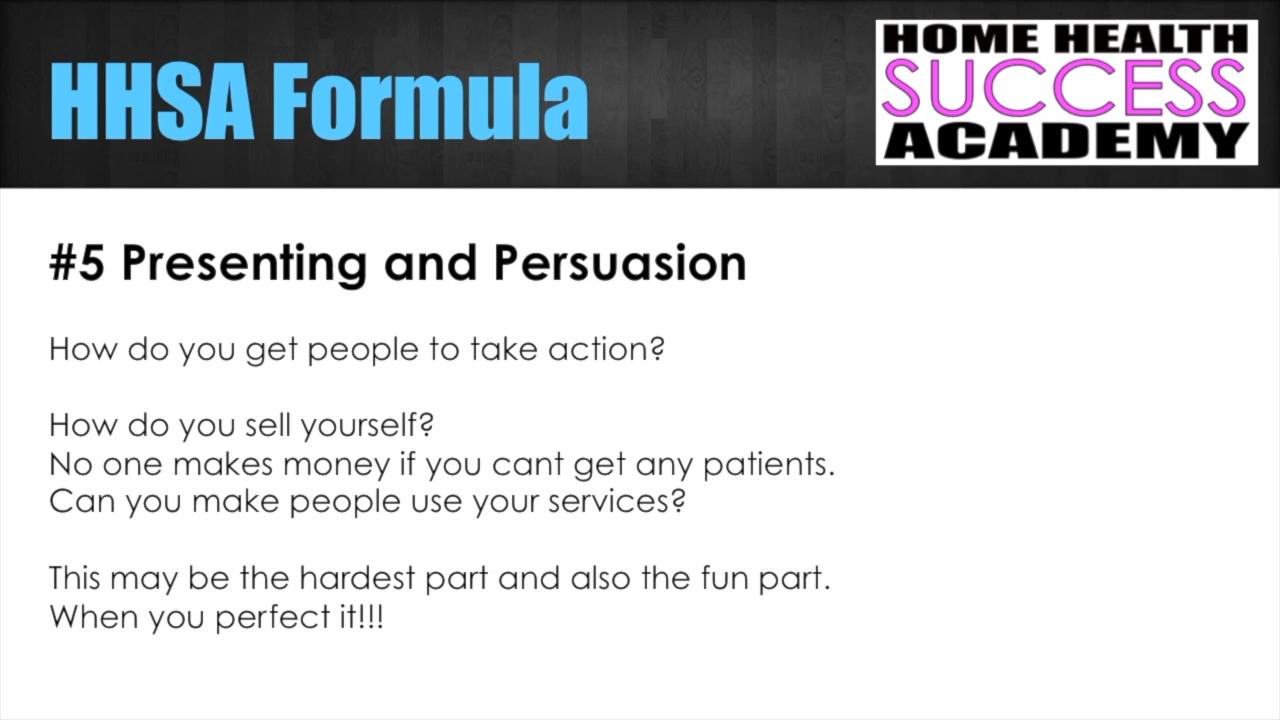 HHSA Formula
HOME HEALTH
SUCCESS
ACADEMY
#5 Presenting and Persuasion
How do you get people to take action?
How do you sell yourself?
No one makes money if you cant get any patients.
Can you make people use your services?
This may be the hardest part and also the fun part.
When you perfect it!!!